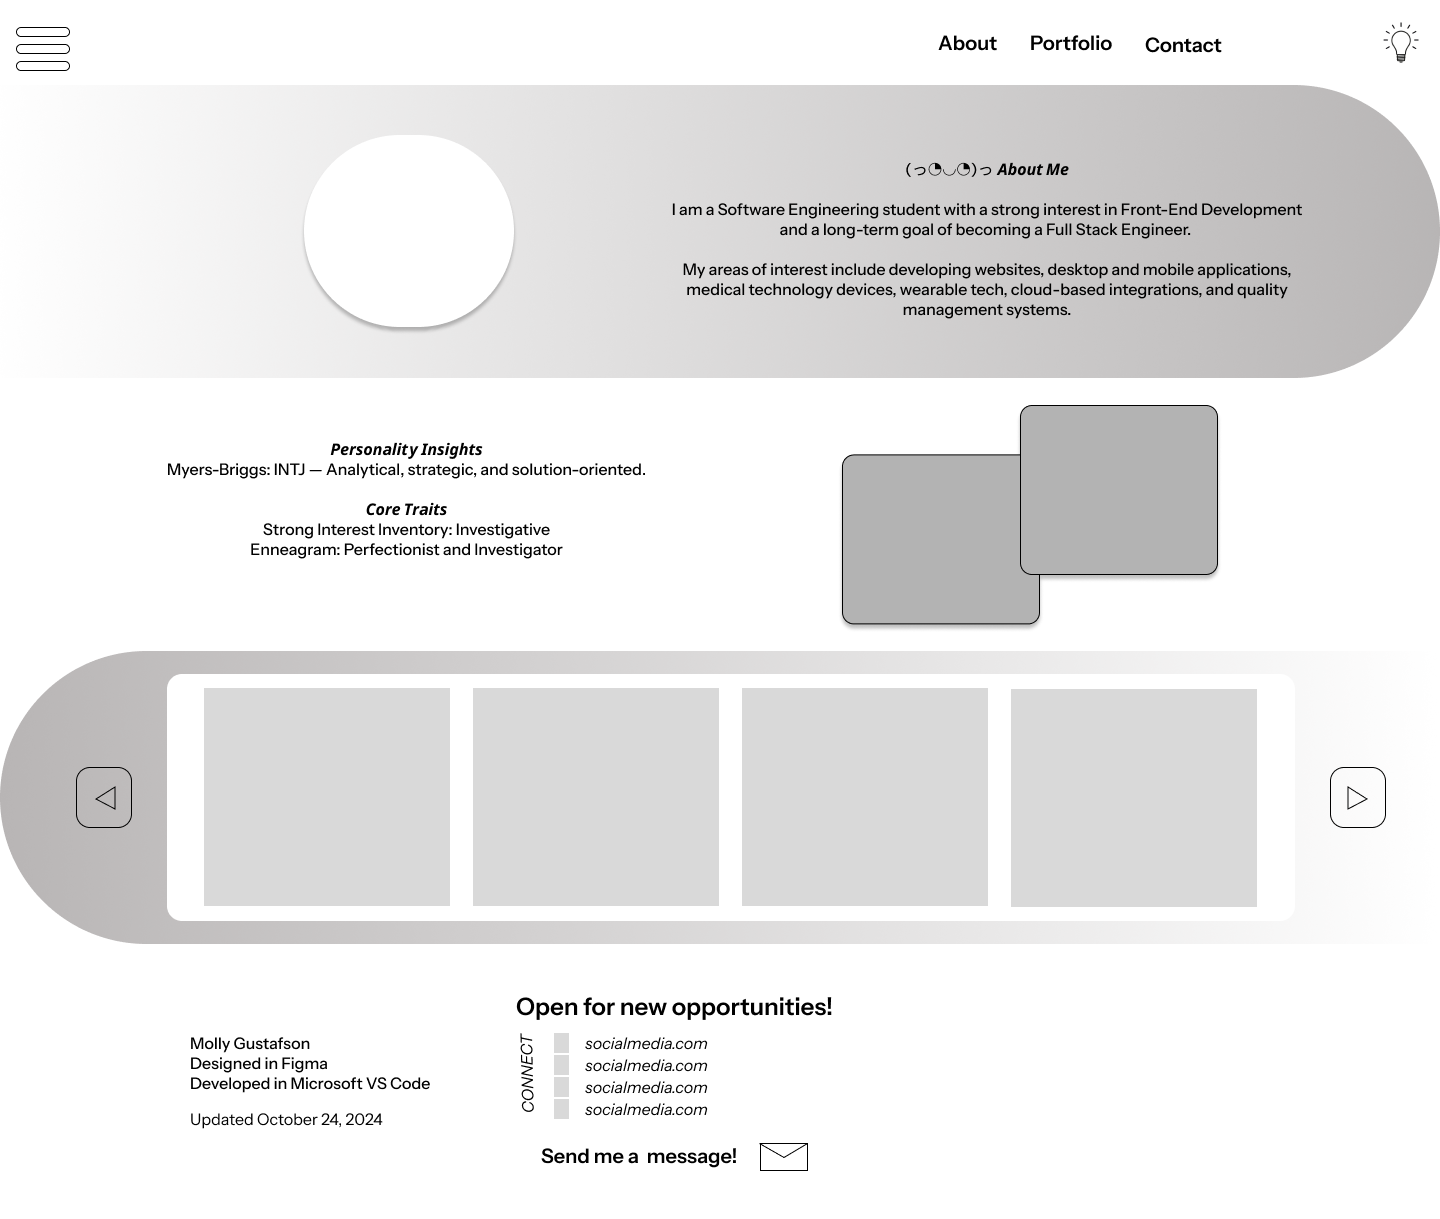 About Portfolio Contact
(っ◔◡◔)っ About Me
I am a Software Engineering student with a strong interest in Front-End Development
and a long-term goal of becoming a Full Stack Engineer.
My areas of interest include developing websites, desktop and mobile applications,
medical technology devices, wearable tech, cloud-based integrations, and quality
management systems.
Personality Insights
Myers-Briggs: INTJ — Analytical, strategic, and solution-oriented.
Core Traits
Strong Interest Inventory: Investigative
Enneagram: Perfectionist and Investigator
Molly Gustafson
Designed in Figma
Developed in Microsoft VS Code
Updated October 24, 2024
Open for new opportunities!
CONNECT
socialmedia.com
socialmedia.com
socialmedia.com
socialmedia.com
Send me a  message!